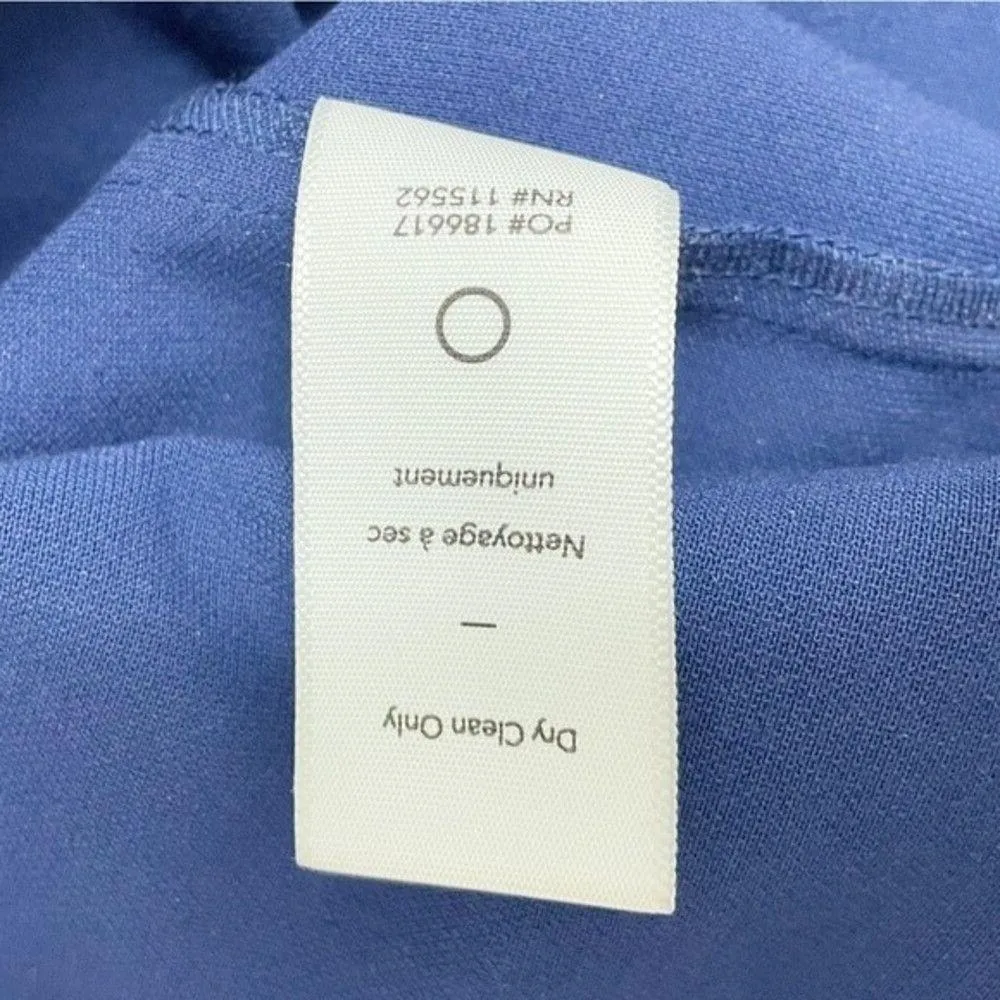 Dry Clean Only
—
Nettoyage à sec
uniquement
PO# 186617
RN# 115562